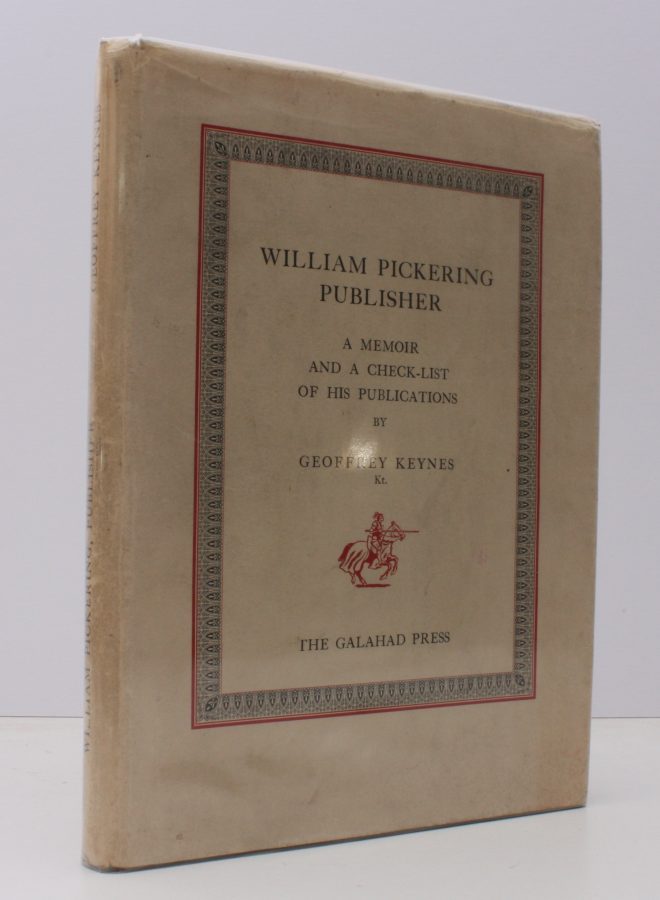 WILLIAM PICKERING
PUBLISHER
A MEMOIR
AND A CHECK-LIST
OF HIS PUBLICATIONS
BY
GEOFFREY KEYNES
Kt.
THE GALAHAD PRESS
WILLIAM PICKERING, PUBLISHER
GEOFFREY KEYNES